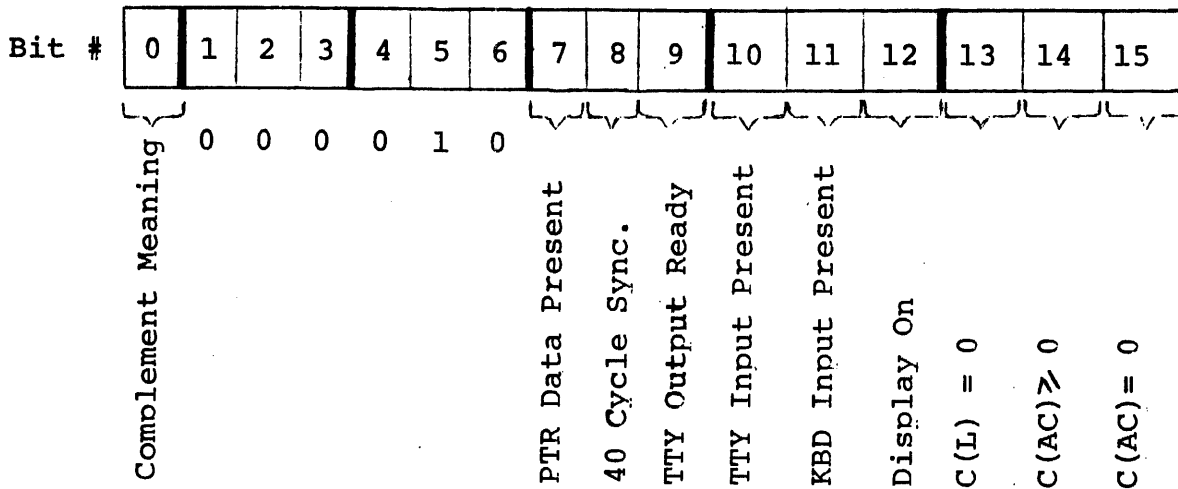 Bit # 0 1 2 3 4 5 6 7 8 9 10 11 12 13 14 15
0 0 0 0 1 0
Complement Meaning
PTR Data Present
40 Cycle Sync.
TTY Output Ready
TTY Input Present
KBD Input Present
Display On
C(L) = 0
C(AC)⩾ 0
C(AC)= 0